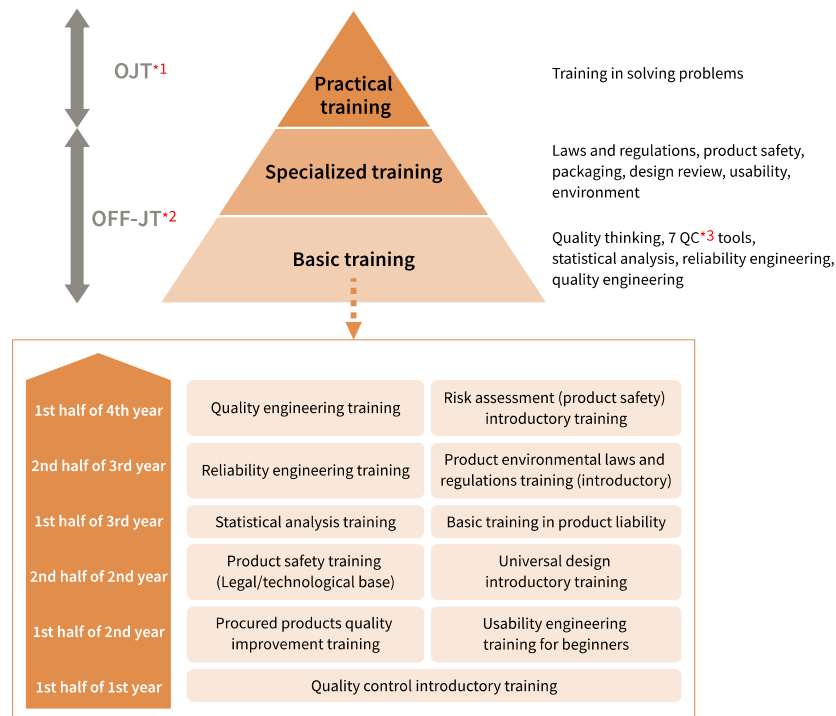 OJT*1
Practical
training
Training in solving problems
Specialized training
Laws and regulations, product safety,
packaging, design review, usability,
environment
OFF-JT*2
Basic training
Quality thinking, 7 QC*3 tools,
statistical analysis, reliability engineering,
quality engineering
1st half of 4th year
Quality engineering training
Risk assessment (product safety)
introductory training
2nd half of 3rd year
Reliability engineering training
Product environmental laws and
regulations training (introductory)
1st half of 3rd year
Statistical analysis training
Basic training in product liability
2nd half of 2nd year
Product safety training
(Legal/technological base)
Universal design
introductory training
1st half of 2nd year
Procured products quality
improvement training
Usability engineering
training for beginners
1st half of 1st year
Quality control introductory training